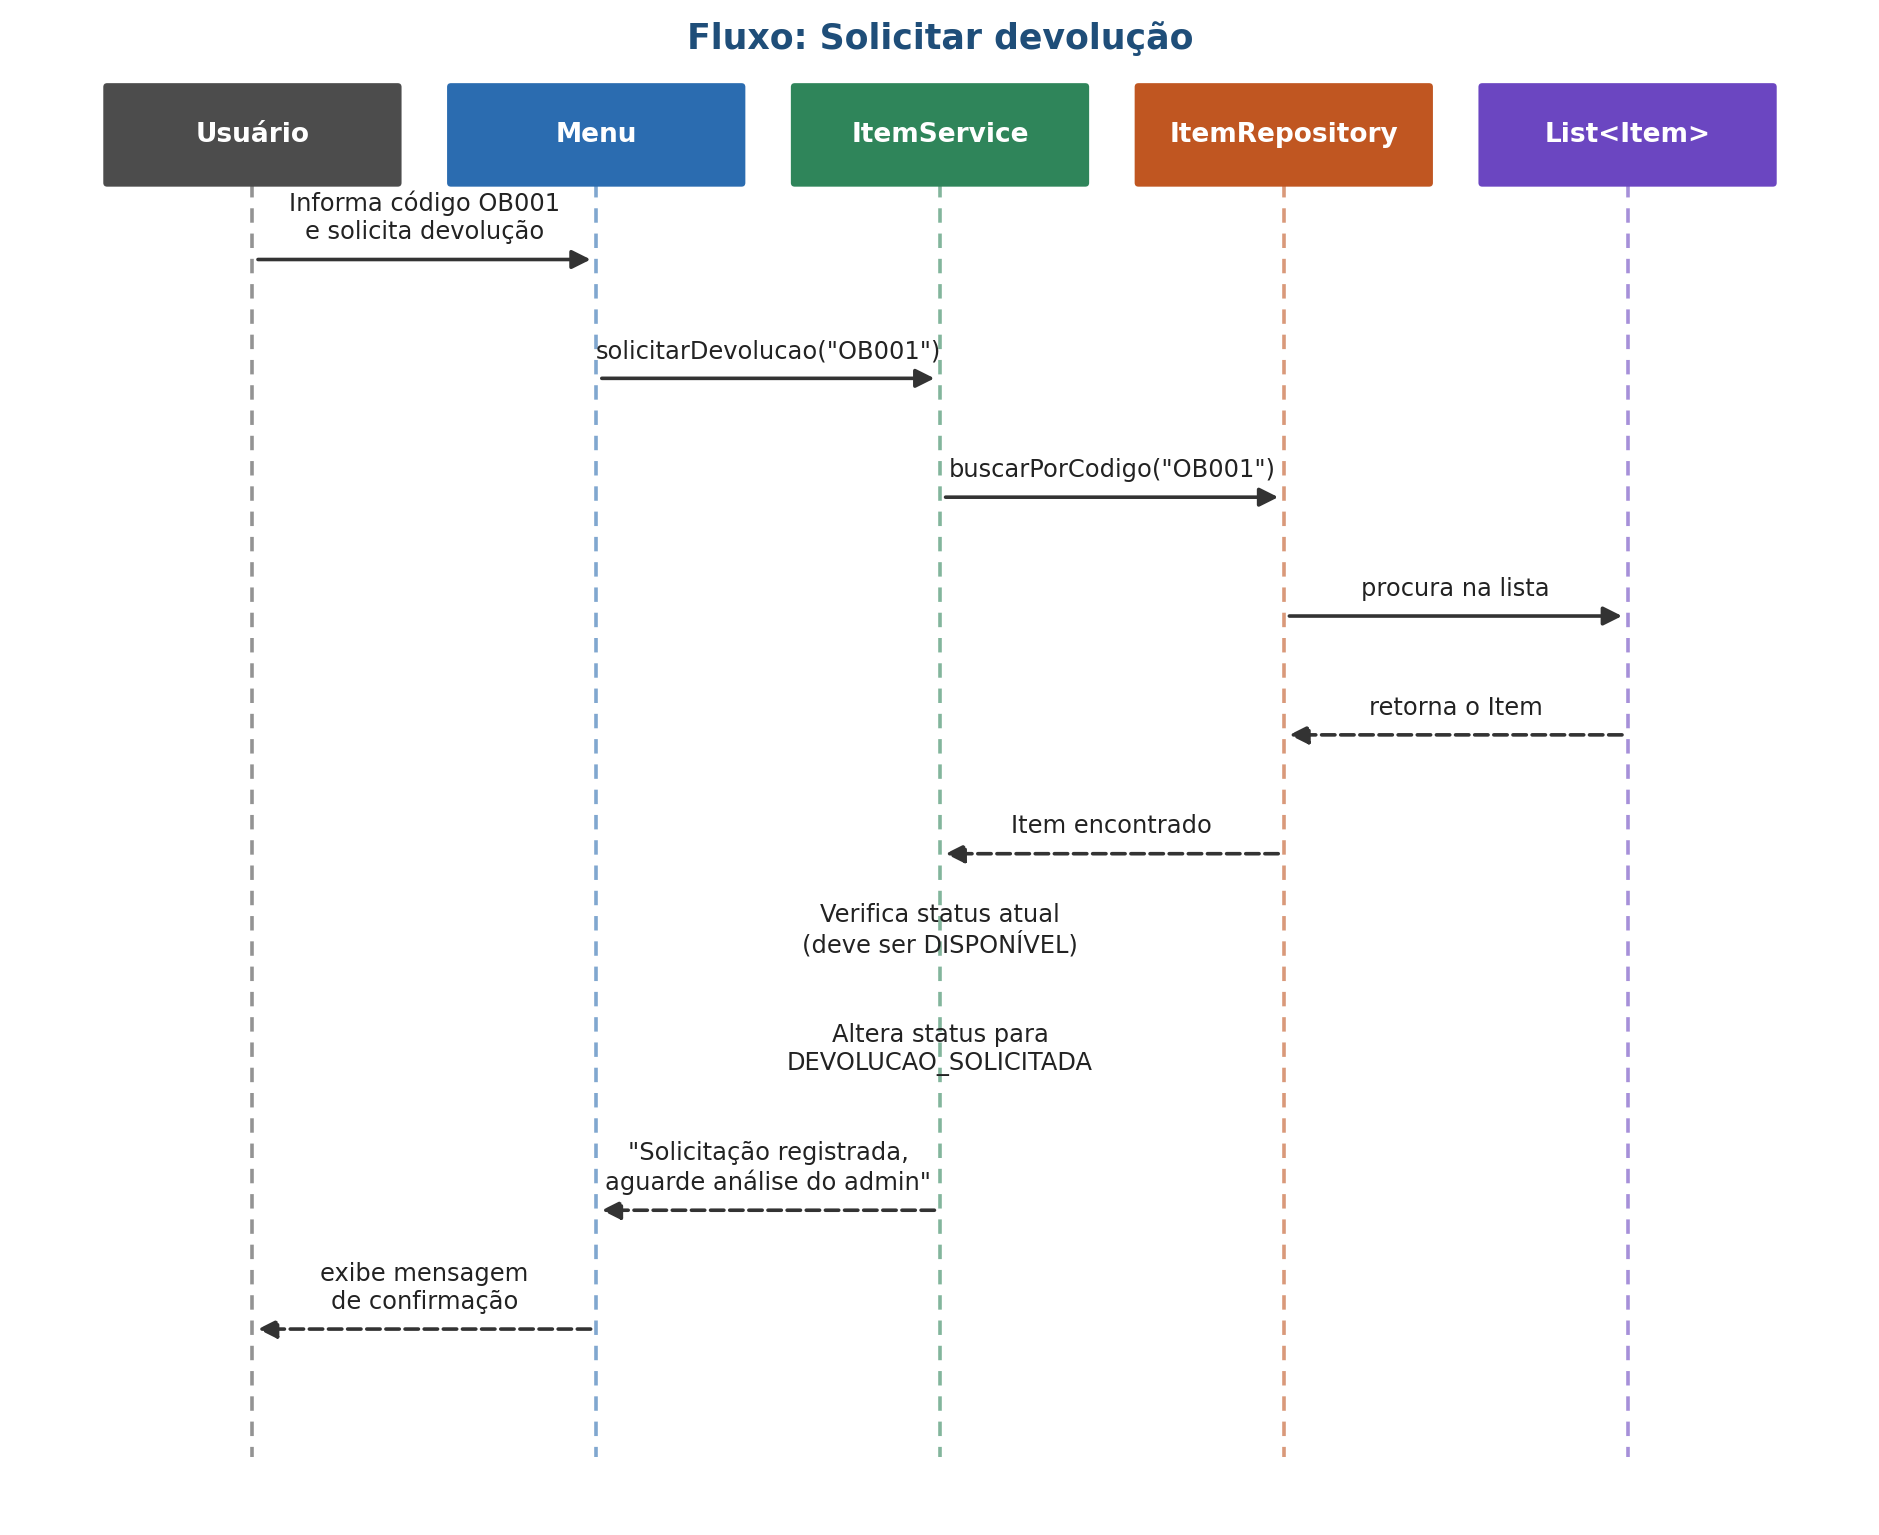 Fluxo: Solicitar devolução
Usuário
Menu
ItemService
ItemRepository
List<Item>
Informa código OB001
e solicita devolução
solicitarDevolucao("OB001")
buscarPorCodigo("OB001")
procura na lista
retorna o Item
Item encontrado
Verifica status atual
(deve ser DISPONÍVEL)
Altera status para
DEVOLUCAO_SOLICITADA
"Solicitação registrada,
aguarde análise do admin"
exibe mensagem
de confirmação